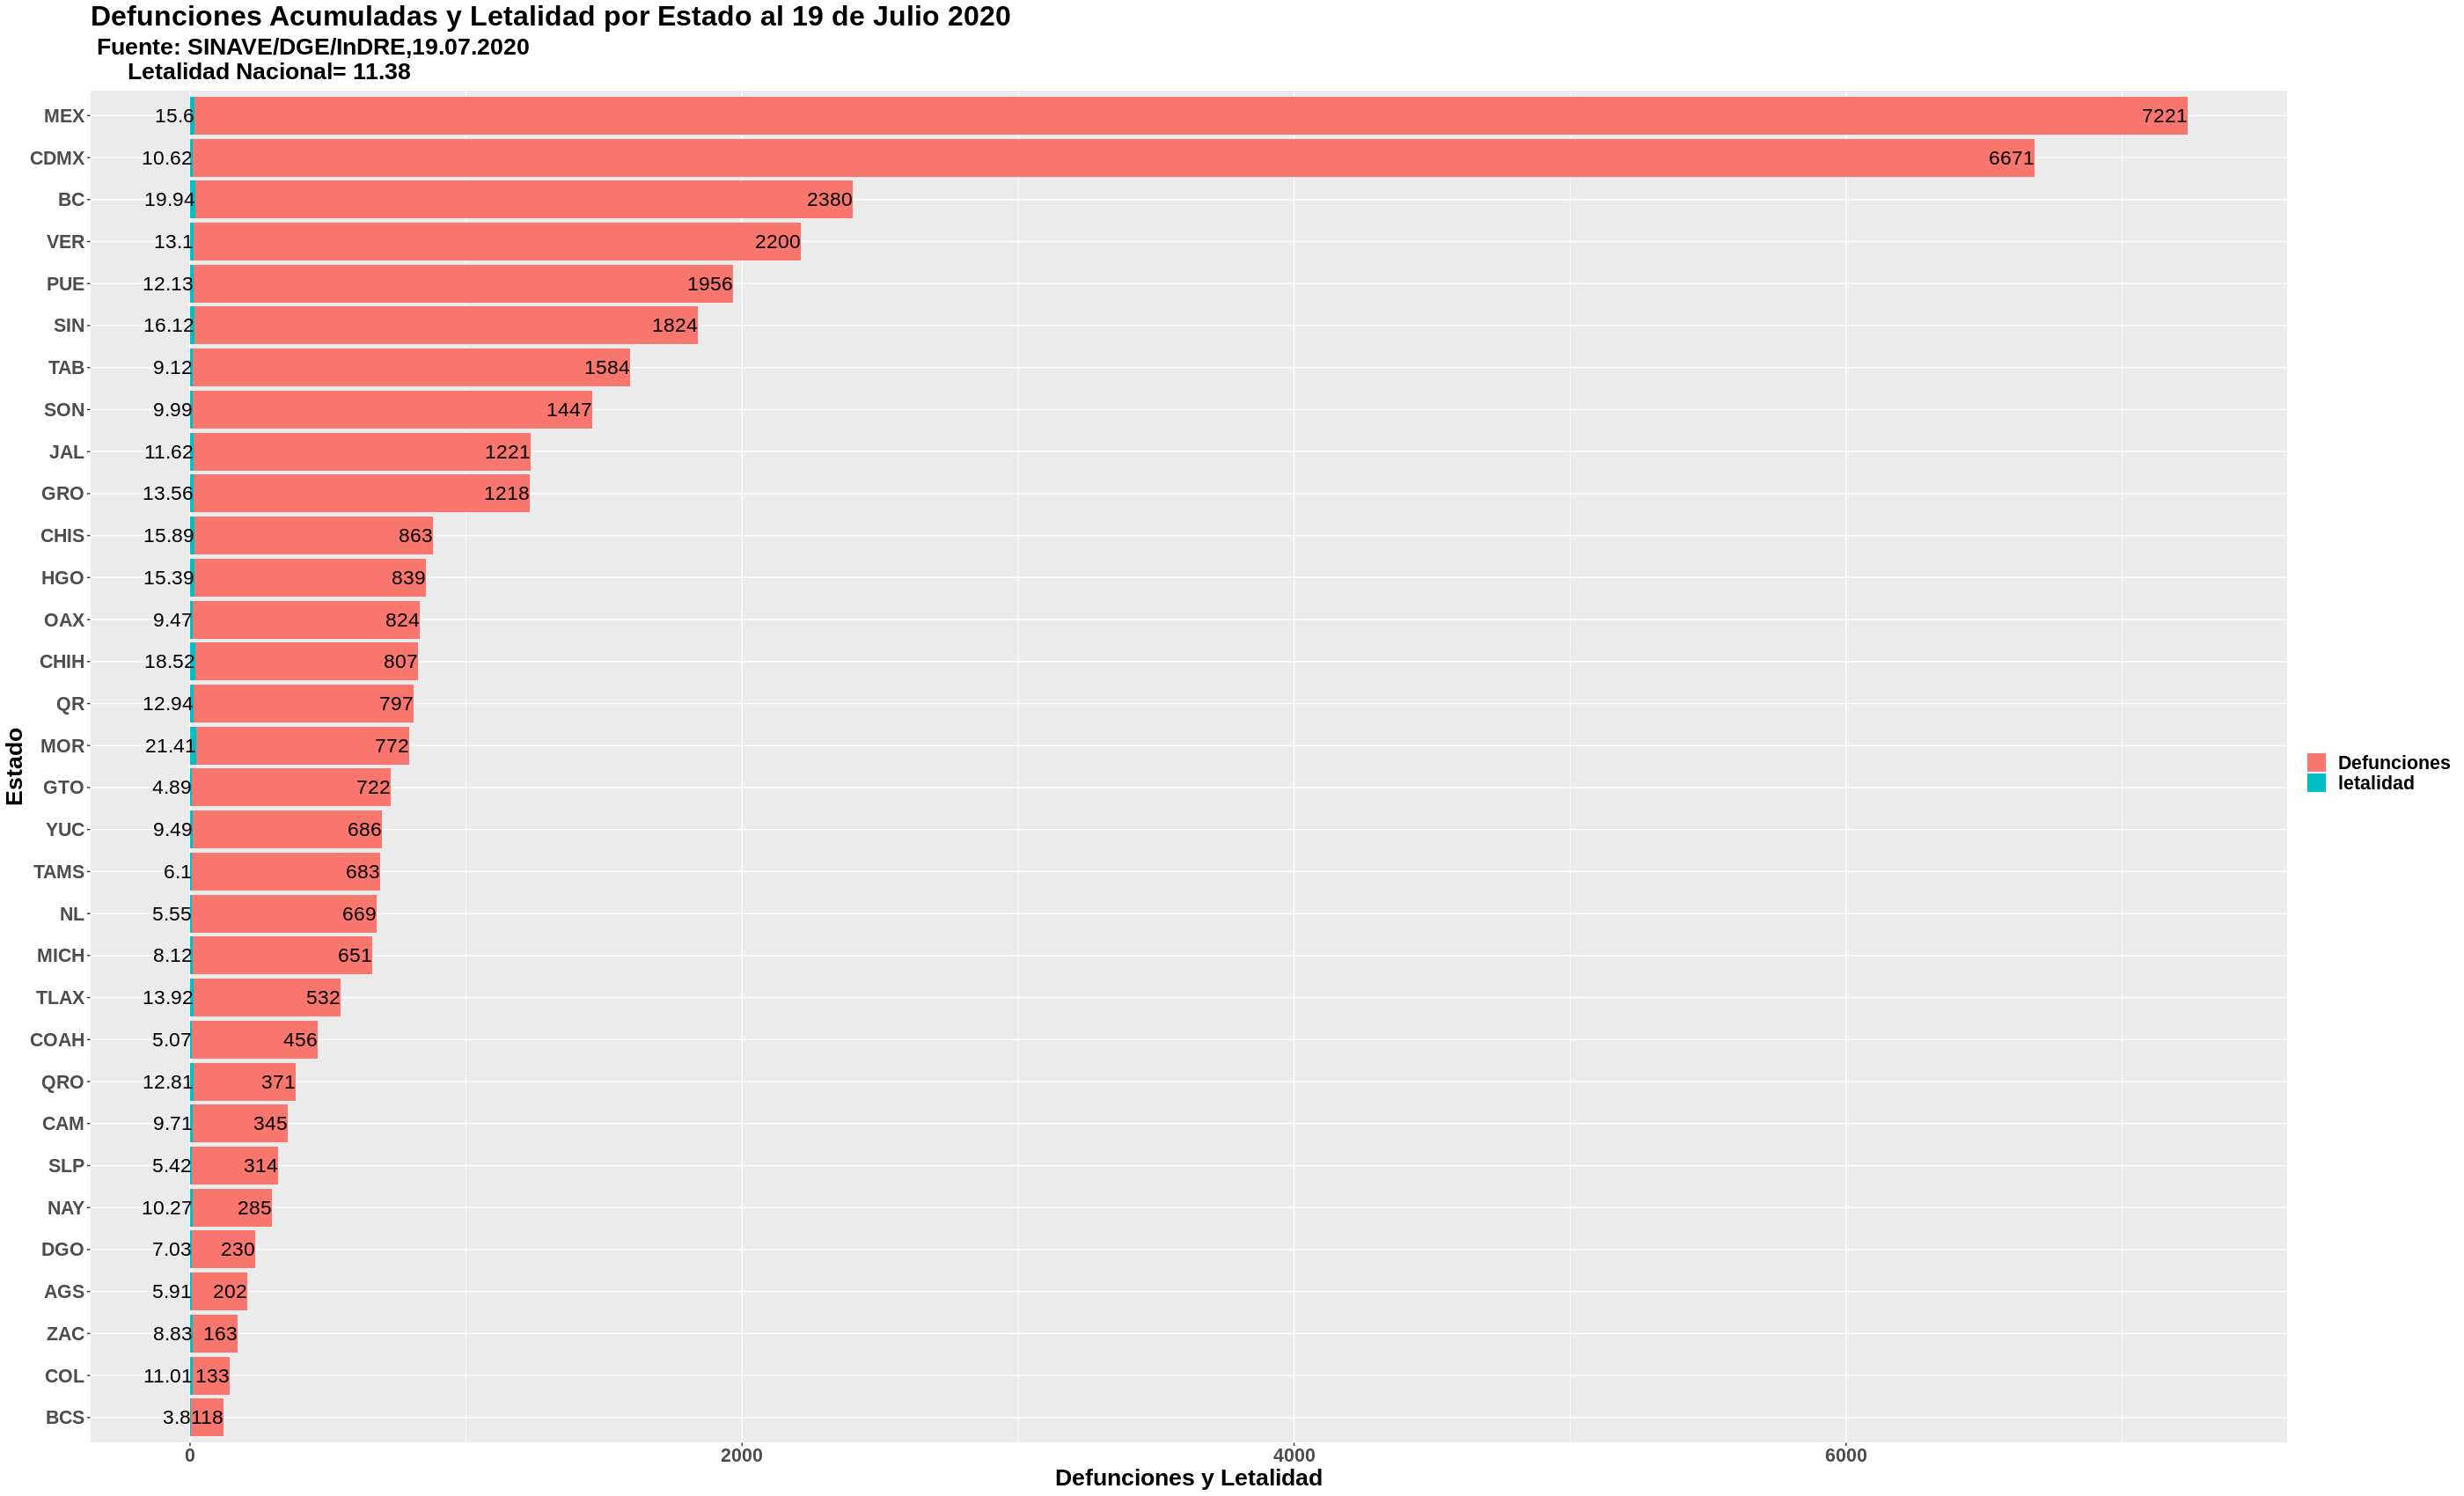 Defunciones Acumuladas y Letalidad por Estado al 19 de Julio 2020
Fuente: SINAVE/DGE/InDRE,19.07.2020
Letalidad Nacional= 11.38
MEX 15.6 7221
CDMX 10.62 6671
BC 19.94 2380
VER 13.1 2200
PUE 12.13 1956
SIN 16.12 1824
TAB 9.12 1584
SON 9.99 1447
JAL 11.62 1221
GRO 13.56 1218
CHIS 15.89 863
HGO 15.39 839
OAX 9.47 824
CHIH 18.52 807
QR 12.94 797
MOR 21.41 772
GTO 4.89 722
YUC 9.49 686
TAMS 6.1 683
NL 5.55 669
MICH 8.12 651
TLAX 13.92 532
COAH 5.07 456
QRO 12.81 371
CAM 9.71 345
SLP 5.42 314
NAY 10.27 285
DGO 7.03 230
AGS 5.91 202
ZAC 8.83 163
COL 11.01 133
BCS 3.8 118
Estado
0 2000 4000 6000
Defunciones y Letalidad
Defunciones
letalidad